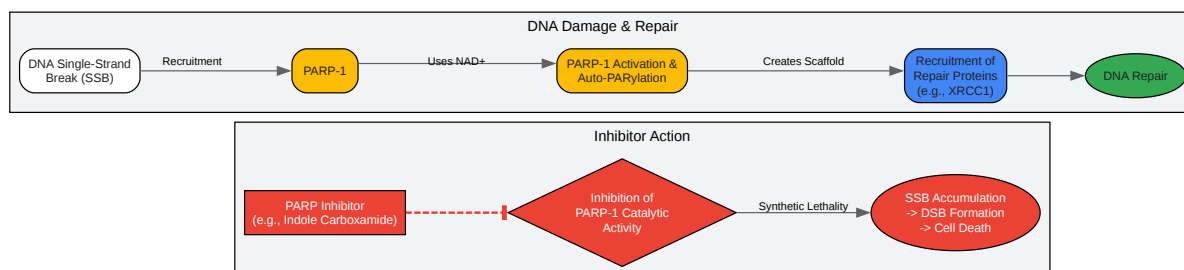 DNA Damage & Repair
DNA Single-Strand
Break (SSB)
Recruitment
PARP-1
Uses NAD+
PARP-1 Activation &
Auto-PARylation
Creates Scaffold
Recruitment of
Repair Proteins
(e.g., XRCC1)
DNA Repair
Inhibitor Action
PARP Inhibitor
(e.g., Indole Carboxamide)
Inhibition of
PARP-1 Catalytic
Activity
Synthetic Lethality
SSB Accumulation
-> DSB Formation
-> Cell Death